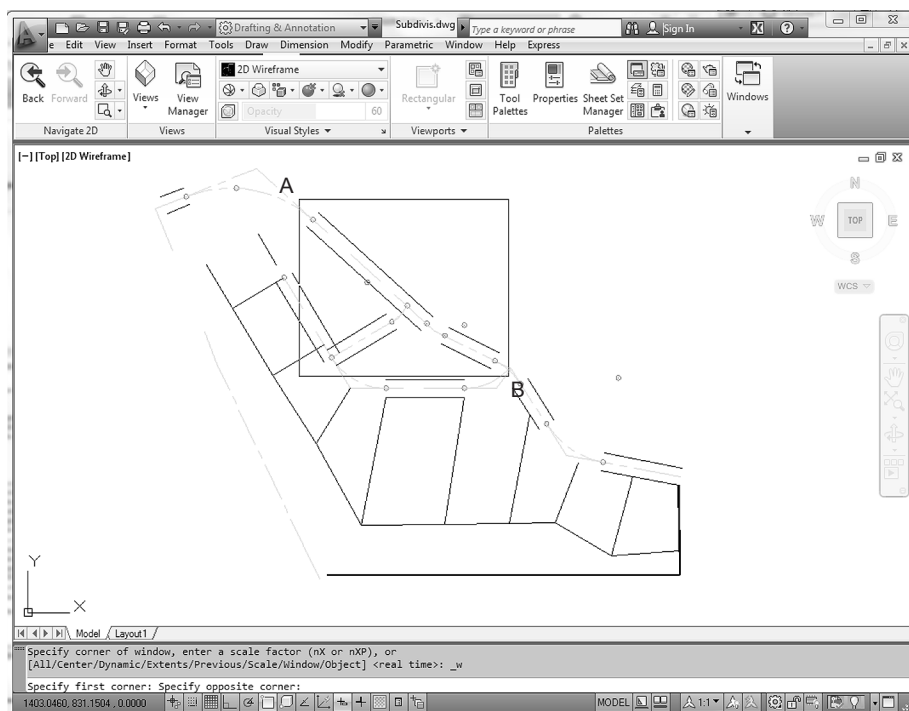 Drafting & Annotation
Subdivis.dwg
Type a keyword or phrase
Sign In
e Edit View Insert Format Tools Draw Dimension Modify Parametric Window Help Express
2D Wireframe
Back Forward
Views
View Manager
Opacity 60
Rectangular
Tool Palettes
Properties
Sheet Set Manager
Windows
Navigate 2D
Views
Visual Styles
Viewports
Palettes
[−] [Top] [2D Wireframe]
A
B
N
W TOP E
S
WCS
Y
X
Model Layout1
Specify corner of window, enter a scale factor (nX or nXP), or
[All/Center/Dynamic/Extents/Previous/Scale/Window/Object] <real time>: _w
Specify first corner: Specify opposite corner:
1403.0460, 831.1504 , 0.0000
MODEL
1:1